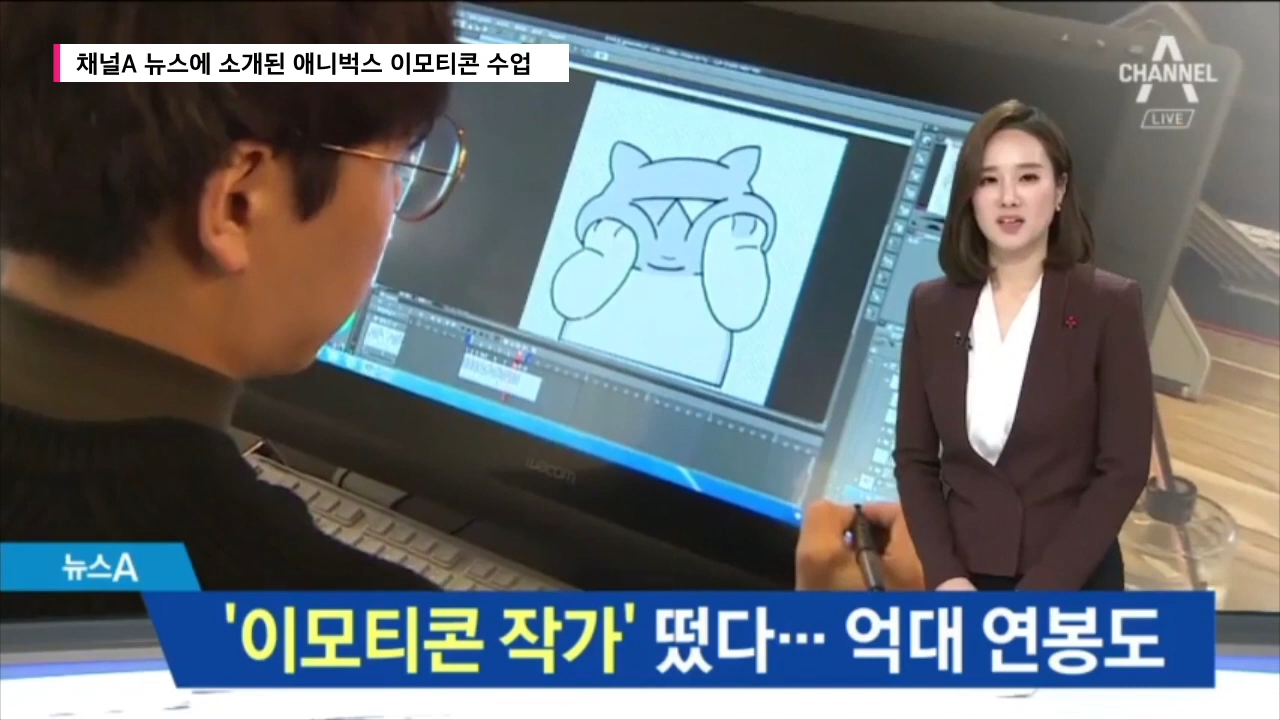 채널A 뉴스에 소개된 애니벅스 이모티콘 수업
CHANNEL
A
LIVE
wacom
뉴스A
'이모티콘 작가' 떴다… 억대 연봉도